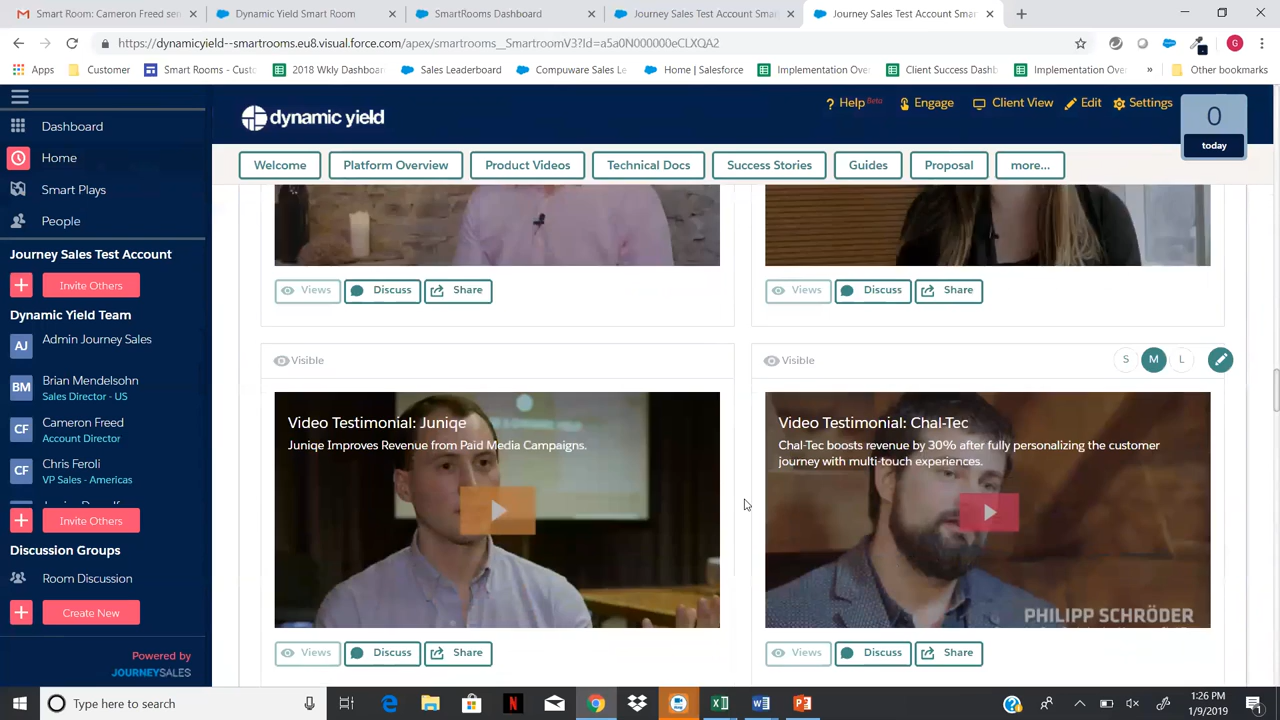 Smart Room: Cameron Freed sen
Dynamic Yield Smart Room
SmartRooms Dashboard
Journey Sales Test Account Smar
Journey Sales Test Account Smar
https://dynamicyield--smartrooms.eu8.visual.force.com/apex/smartrooms__SmartroomV3?Id=a5a0N000000eCLXQA2
Apps
Customer
Smart Rooms - Custo
2018 Wkly Dashboar
Sales Leaderboard
Compuware Sales Le
Home | Salesforce
Implementation Over
Client Success Dashb
Implementation Over
Other bookmarks
dynamic yield
Help Beta
Engage
Client View
Edit
Settings
0
today
Welcome
Platform Overview
Product Videos
Technical Docs
Success Stories
Guides
Proposal
more...
Dashboard
Home
Smart Plays
People
Journey Sales Test Account
Invite Others
Dynamic Yield Team
AJ
Admin Journey Sales
BM
Brian Mendelsohn
Sales Director - US
CF
Cameron Freed
Account Director
CF
Chris Feroli
VP Sales - Americas
Invite Others
Discussion Groups
Room Discussion
Create New
Powered by
JOURNEYSALES
Views
Discuss
Share
Views
Discuss
Share
Visible
Visible
S
M
L
Video Testimonial: Juniqe
Juniqe Improves Revenue from Paid Media Campaigns.
Video Testimonial: Chal-Tec
Chal-Tec boosts revenue by 30% after fully personalizing the customer
journey with multi-touch experiences.
PHILIPP SCHRÖDER
Views
Discuss
Share
Views
Discuss
Share
Type here to search
1:26 PM
1/9/2019